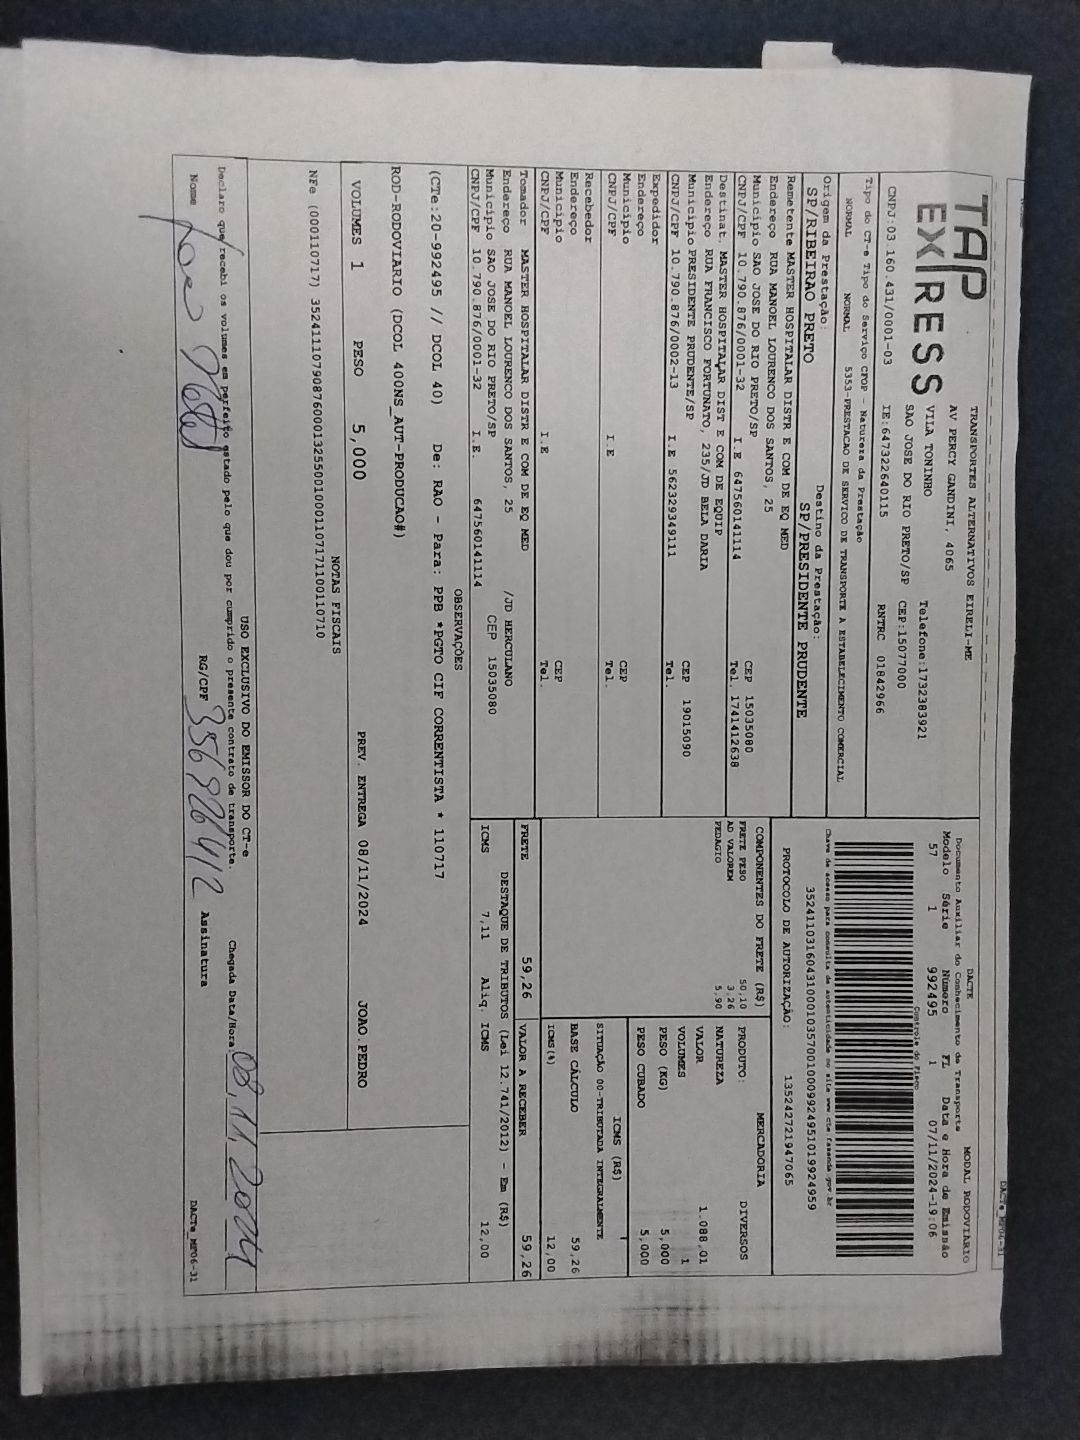 TAP
EXPRESS
TRANSPORTES ALTERNATIVOS EIRELI-ME
AV PERCY GANDINI, 4065
VILA TONINHO Telefone:1732383921
SAO JOSE DO RIO PRETO/SP CEP:15077000
CNPJ:03.160.431/0001-03 IE:647322640115 RNTRC 01842966
Tipo do CT-e Tipo do Serviço CFOP - Natureza da Prestação
NORMAL NORMAL 5353-PRESTACAO DE SERVICO DE TRANSPORTE A ESTABELECIMENTO COMERCIAL
Origem da Prestação: Destino da Prestação:
SP/RIBEIRAO PRETO SP/PRESIDENTE PRUDENTE
Remetente MASTER HOSPITALAR DISTR E COM DE EQ MED
Endereço RUA MANOEL LOURENCO DOS SANTOS, 25
Município SAO JOSE DO RIO PRETO/SP CEP 15035080
CNPJ/CPF 10.790.876/0001-32 I.E 647560141114 Tel. 1741412638
Destinat. MASTER HOSPITALAR DIST E COM DE EQUIP
Endereço RUA FRANCISCO FORTUNATO, 235/JD BELA DARIA
Município PRESIDENTE PRUDENTE/SP CEP 19015090
CNPJ/CPF 10.790.876/0002-13 I.E 562329349111 Tel.
Expedidor
Endereço
Município CEP
CNPJ/CPF I.E Tel.
Recebedor
Endereço
Município CEP
CNPJ/CPF I.E Tel.
Tomador MASTER HOSPITALAR DISTR E COM DE EQ MED
Endereço RUA MANOEL LOURENCO DOS SANTOS, 25 /JD HERCULANO
Município SAO JOSE DO RIO PRETO/SP CEP 15035080
CNPJ/CPF 10.790.876/0001-32 I.E. 647560141114
DACTE MODAL RODOVIARIO
Documento Auxiliar do Conhecimento de Transporte
Modelo Série Número FL Data e Hora de Emissão
57 1 992495 1 07/11/2024-19:06
Controle do Fisco
Chave de acesso para consulta de autenticidade no site www.cte.fazenda.gov.br
35241103160431000103570010009924951019924959
PROTOCOLO DE AUTORIZAÇÃO: 135242721947065
COMPONENTES DO FRETE (R$)
FRETE PESO 50,10
AD VALOREM 3,26
PEDAGIO 5,90
MERCADORIA
PRODUTO: DIVERSOS
NATUREZA
VALOR 1.088,01
VOLUMES 1
PESO (KG) 5,000
PESO CUBADO 5,000
ICMS (R$)
SITUAÇÃO 00-TRIBUTADA INTEGRALMENTE
BASE CÁLCULO 59,26
ICMS(%) 12,00
FRETE 59,26 VALOR A RECEBER 59,26
DESTAQUE DE TRIBUTOS (Lei 12.741/2012) - Em (R$)
ICMS 7,11 Aliq. ICMS 12,00
OBSERVAÇÕES
(CTe:20-992495 // DCOL 40) De: RAO - Para: PPB *PGTO CIF CORRENTISTA * 110717
ROD-RODOVIARIO (DCOL 400NS_AUT-PRODUCAO#)
VOLUMES 1 PESO 5,000 PREV. ENTREGA 08/11/2024 JOAO.PEDRO
NOTAS FISCAIS
NFe (000110717) 35241110790876000132550010001107171100110710
USO EXCLUSIVO DO EMISSOR DO CT-e
Declaro que recebi os volumes em perfeito estado pelo que dou por cumprido o presente contrato de transporte. Chegada Data/Hora 08,11,2024
Nome RG/CPF Assinatura DACTe_MP06-31